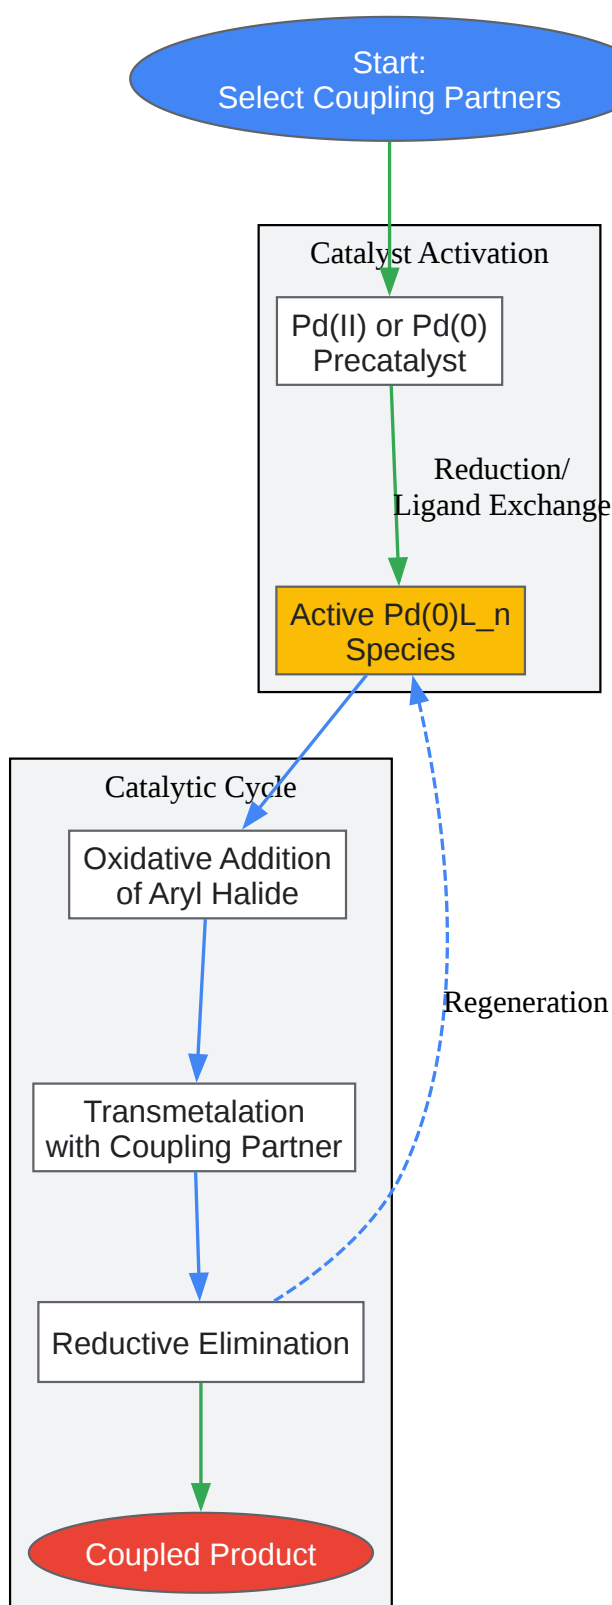 Start:
Select Coupling Partners
Catalyst Activation
Pd(II) or Pd(0)
Precatalyst
Reduction/
Ligand Exchange
Active Pd(0)L_n
Species
Catalytic Cycle
Oxidative Addition
of Aryl Halide
Regeneration
Transmetalation
with Coupling Partner
Reductive Elimination
Coupled Product